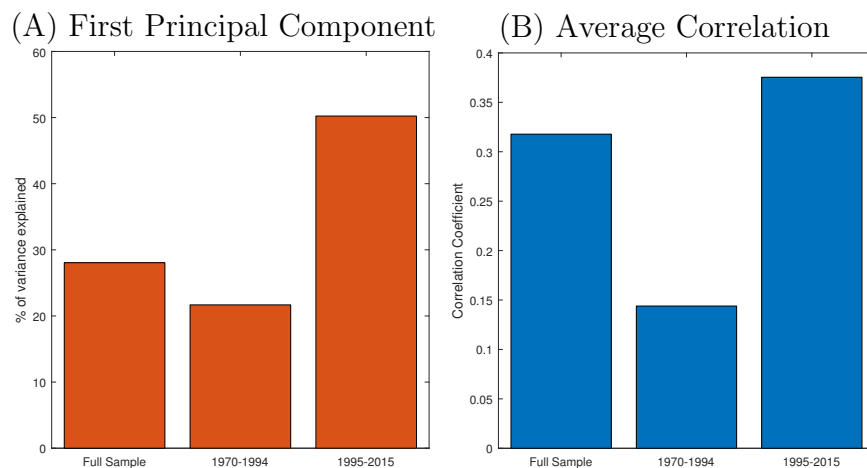 (A) First Principal Component
60
50
40
30
20
10
0
% of variance explained
Full Sample 1970-1994 1995-2015
(B) Average Correlation
0.4
0.35
0.3
0.25
0.2
0.15
0.1
0.05
0
Correlation Coefficient
Full Sample 1970-1994 1995-2015